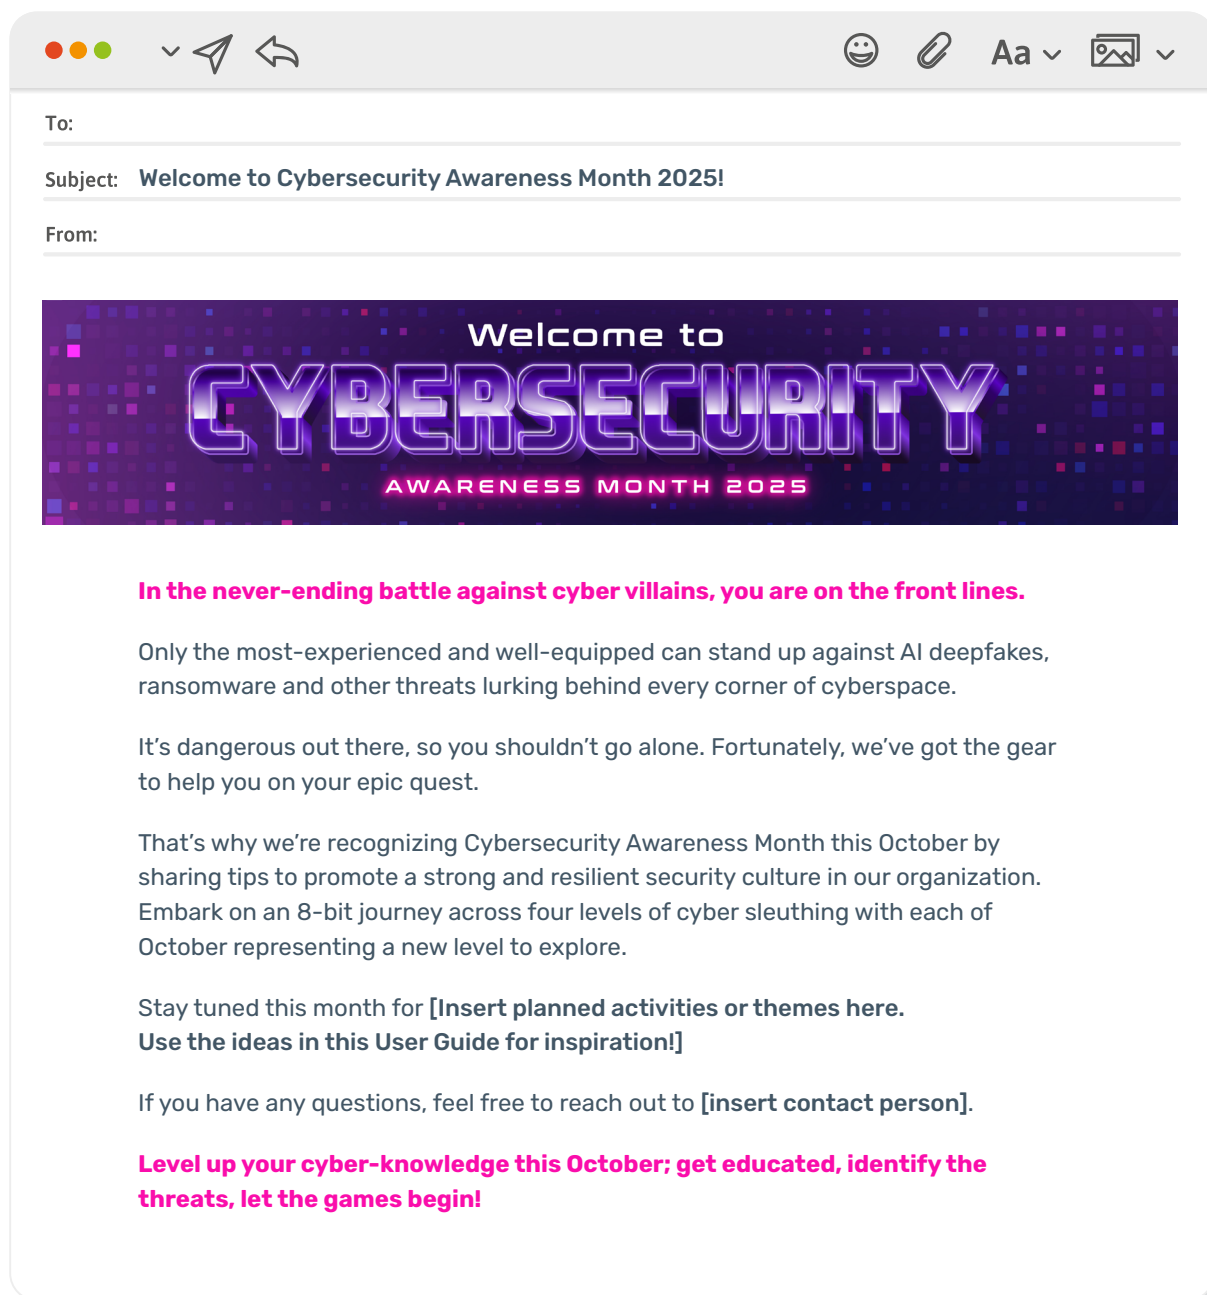 Aa
To:
Subject: Welcome to Cybersecurity Awareness Month 2025!
From:
Welcome to
CYBERSECURITY
AWARENESS MONTH 2025
In the never-ending battle against cyber villains, you are on the front lines.
Only the most-experienced and well-equipped can stand up against AI deepfakes,
ransomware and other threats lurking behind every corner of cyberspace.
It's dangerous out there, so you shouldn't go alone. Fortunately, we've got the gear
to help you on your epic quest.
That's why we're recognizing Cybersecurity Awareness Month this October by
sharing tips to promote a strong and resilient security culture in our organization.
Embark on an 8-bit journey across four levels of cyber sleuthing with each of
October representing a new level to explore.
Stay tuned this month for [Insert planned activities or themes here.
Use the ideas in this User Guide for inspiration!]
If you have any questions, feel free to reach out to [insert contact person].
Level up your cyber-knowledge this October; get educated, identify the
threats, let the games begin!